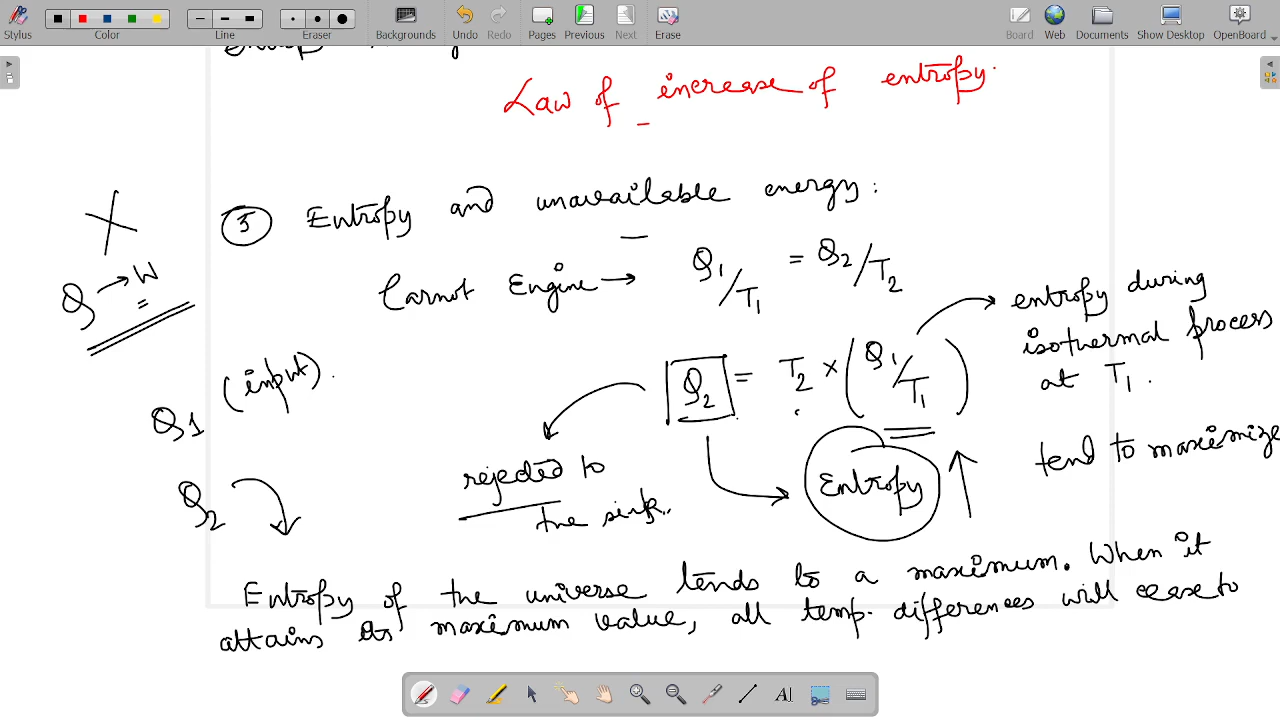 Stylus
Color
Line
Eraser
Backgrounds
Undo
Redo
Pages
Previous
Next
Erase
Board
Web
Documents
Show Desktop
OpenBoard
Law of increase of entropy.
5 Entropy and unavailable energy:
Carnot Engine → Q1/T1 = Q2/T2
Q → W
=
entropy during
isothermal process
at T1.
Q2 = T2 × (Q1/T1)
(input).
Q1
tend to maximize
rejected to
the sink.
Entropy ↑
Q2
Entropy of the universe tends to a maximum. When it
attains its maximum value, all temp. differences will cease to